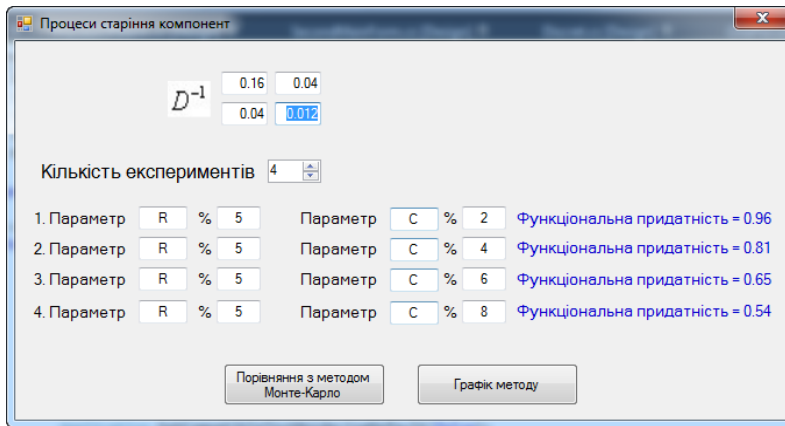 Процеси старіння компонент
x
D⁻¹
0.16 0.04
0.04 0.012
Кількість експериментів 4
1. Параметр R % 5 Параметр C % 2 Функціональна придатність = 0.96
2. Параметр R % 5 Параметр C % 4 Функціональна придатність = 0.81
3. Параметр R % 5 Параметр C % 6 Функціональна придатність = 0.65
4. Параметр R % 5 Параметр C % 8 Функціональна придатність = 0.54
Порівняння з методом
Монте-Карло
Графік методу